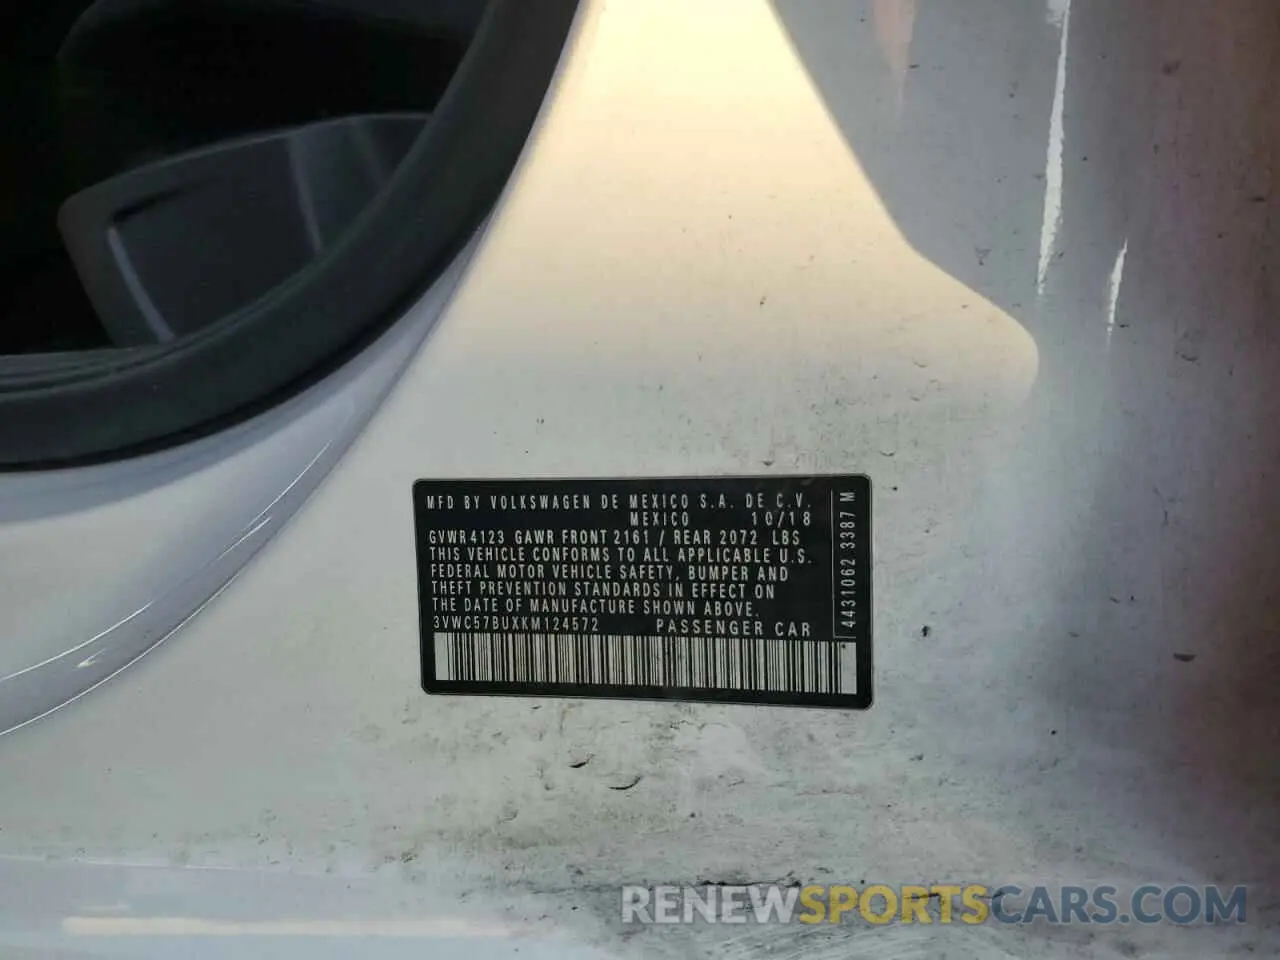 MFD BY VOLKSWAGEN DE MEXICO S.A. DE C.V.
MEXICO 10/18
GVWR 4123 GAWR FRONT 2161 / REAR 2072 LBS
THIS VEHICLE CONFORMS TO ALL APPLICABLE U.S.
FEDERAL MOTOR VEHICLE SAFETY, BUMPER AND
THEFT PREVENTION STANDARDS IN EFFECT ON
THE DATE OF MANUFACTURE SHOWN ABOVE.
3VWC57BUXKM124572 PASSENGER CAR
4431062 3387 M
RENEWSPORTSCARS.COM